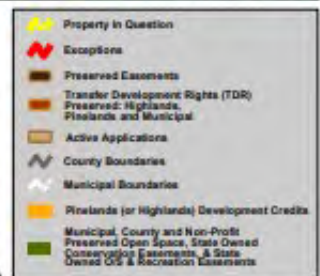 Property In Question
Exceptions
Preserved Easements
Transfer Development Rights (TDR)
Preserved: Highlands,
Pinelands and Municipal
Active Applications
County Boundaries
Municipal Boundaries
Pinelands (or Highlands) Development Credits
Municipal, County and Non-Profit
Preserved Open Space, State Owned
Conservation Easements, & State
Owned O/S & Recreation Easements